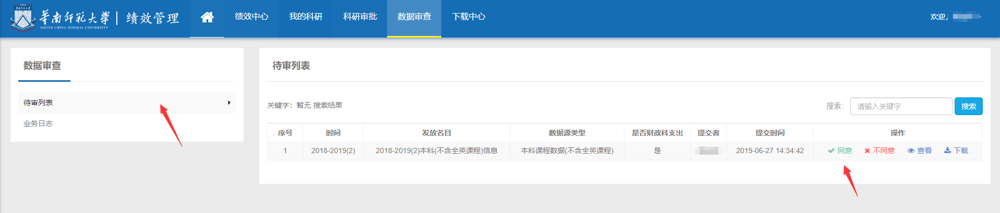 华南师范大学 | 绩效管理
SOUTH CHINA NORMAL UNIVERSITY
绩效中心 我的科研 科研审批 数据审查 下载中心
欢迎,
数据审查
待审列表
业务日志
待审列表
关键字：暂无 搜索结果
搜索： 请输入关键字 搜索
序号 时间 发放名目 数据源类型 是否财政科支出 提交者 提交时间 操作
1 2018-2019(2) 2018-2019(2)本科(不含全英课程)信息 本科课程数据(不含全英课程) 是 2019-06-27 14:34:42 同意 不同意 查看 下载